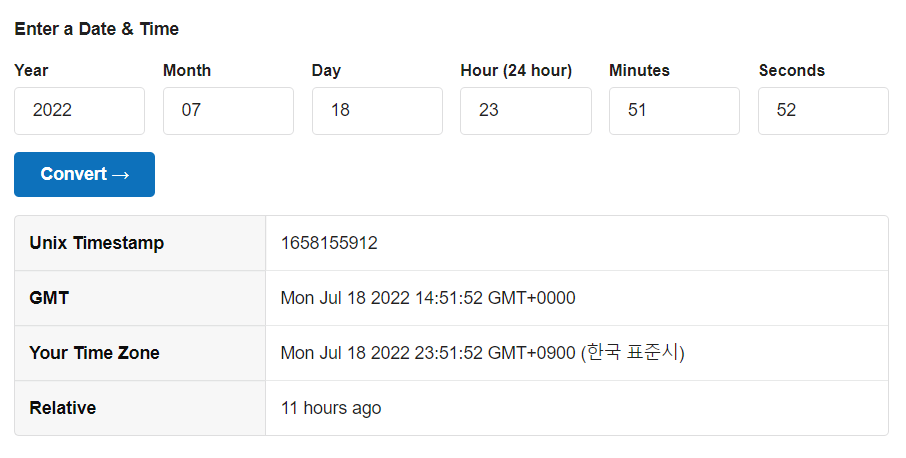 Enter a Date & Time
Year Month Day Hour (24 hour) Minutes Seconds
2022 07 18 23 51 52
Convert →
Unix Timestamp 1658155912
GMT Mon Jul 18 2022 14:51:52 GMT+0000
Your Time Zone Mon Jul 18 2022 23:51:52 GMT+0900 (한국 표준시)
Relative 11 hours ago